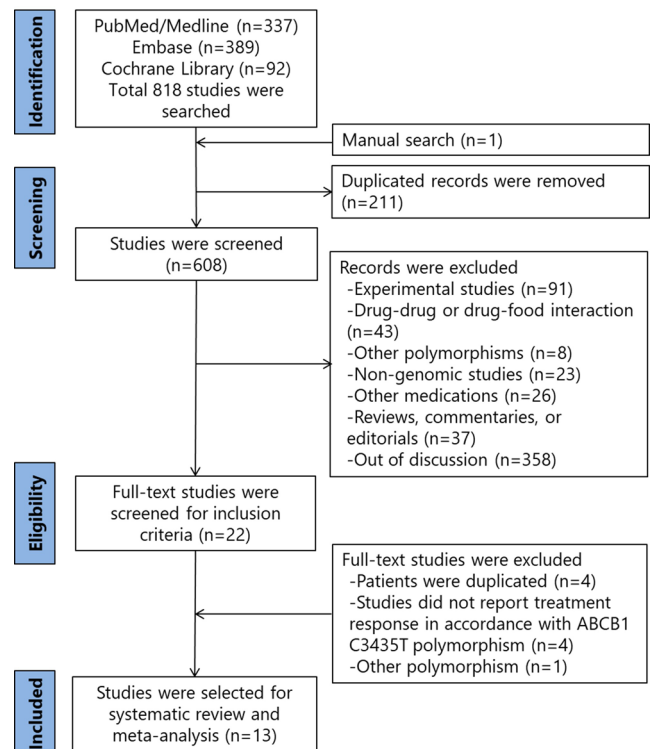 Identification
PubMed/Medline (n=337)
Embase (n=389)
Cochrane Library (n=92)
Total 818 studies were
searched
Manual search (n=1)
Duplicated records were removed
(n=211)
Screening
Studies were screened
(n=608)
Records were excluded
-Experimental studies (n=91)
-Drug-drug or drug-food interaction
(n=43)
-Other polymorphisms (n=8)
-Non-genomic studies (n=23)
-Other medications (n=26)
-Reviews, commentaries, or
editorials (n=37)
-Out of discussion (n=358)
Eligibility
Full-text studies were
screened for inclusion
criteria (n=22)
Full-text studies were excluded
-Patients were duplicated (n=4)
-Studies did not report treatment
response in accordance with ABCB1
C3435T polymorphism (n=4)
-Other polymorphism (n=1)
Included
Studies were selected for
systematic review and
meta-analysis (n=13)